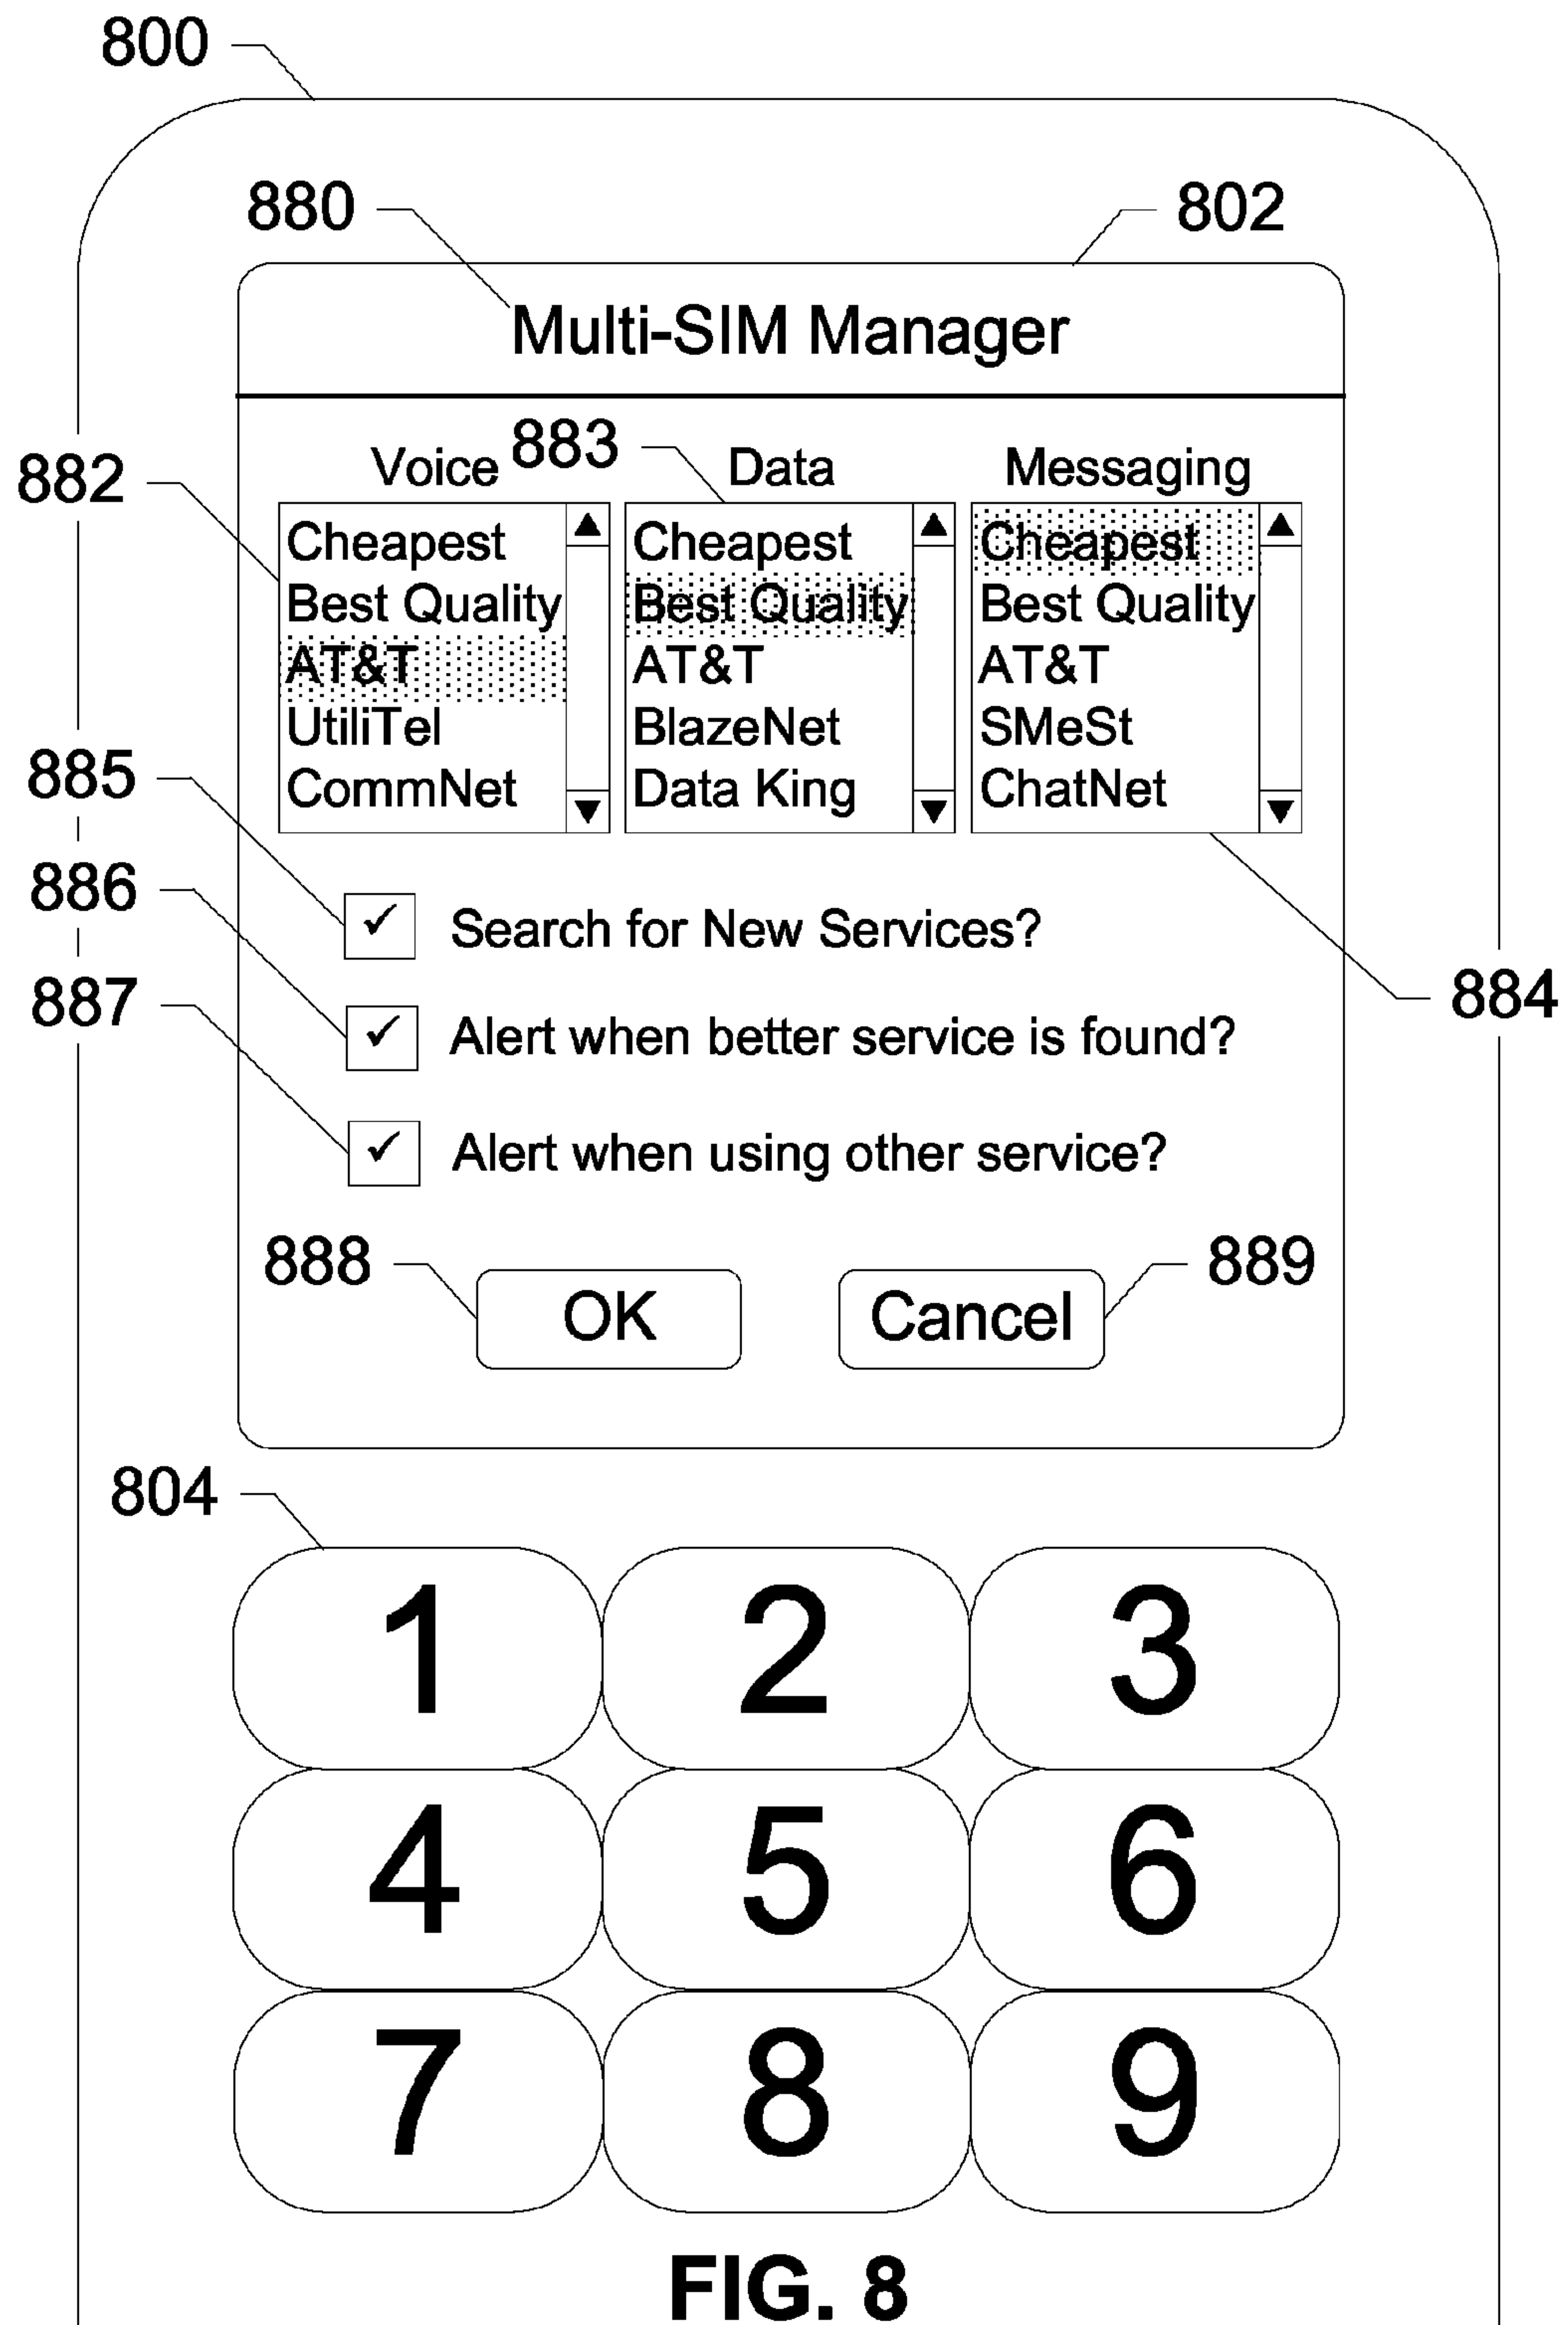 800
880
802
Multi-SIM Manager
882
883
Voice
Data
Messaging
Cheapest
Best Quality
AT&T
UtiliTel
CommNet
Cheapest
Best Quality
AT&T
BlazeNet
Data King
Cheapest
Best Quality
AT&T
SMeSt
ChatNet
885
Search for New Services?
886
Alert when better service is found?
887
884
Alert when using other service?
888
OK
Cancel
889
804
1 2 3
4 5 6
7 8 9
FIG. 8